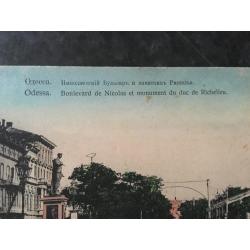 Одесса. Николаевскій бульваръ и памятникъ Ришелье.
Odessa. Boulevard de Nicolas et monument du duc de Richelieu.